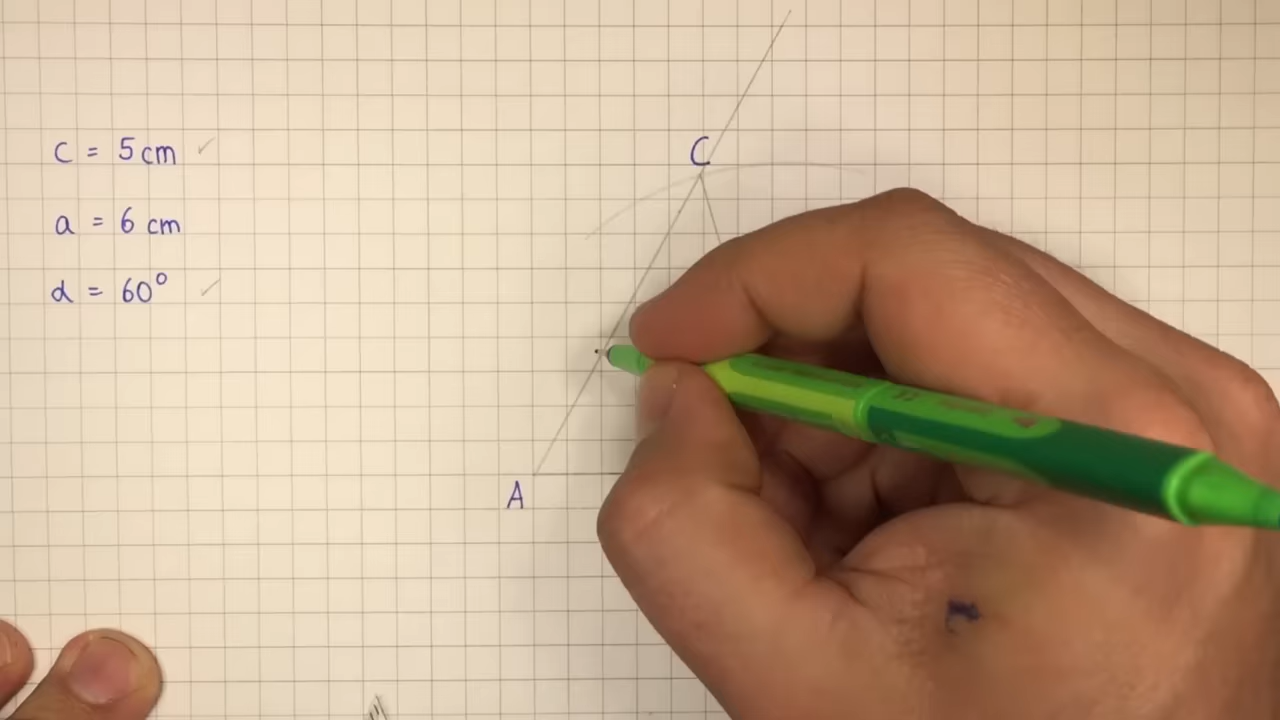 c = 5 cm ✓
a = 6 cm
α = 60° ✓
C
A